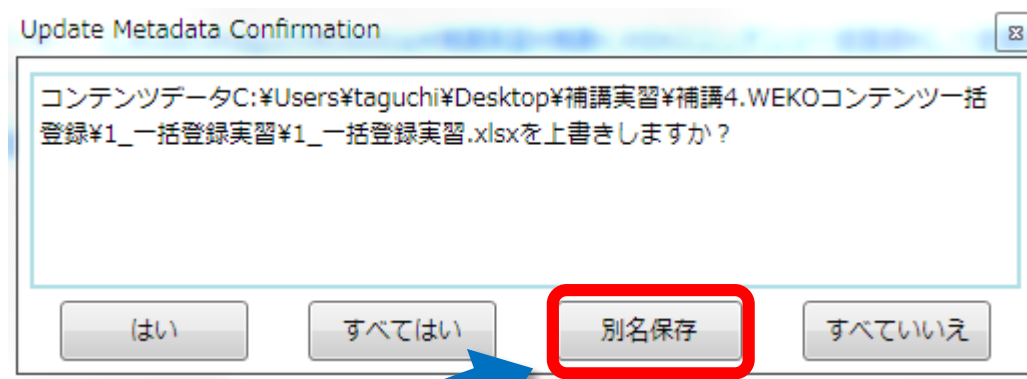 Update Metadata Confirmation
コンテンツデータC:¥Users¥taguchi¥Desktop¥補講実習¥補講4.WEKOコンテンツ一括
登録¥1_一括登録実習¥1_一括登録実習.xlsxを上書きしますか？
はい
すべてはい
別名保存
すべていいえ